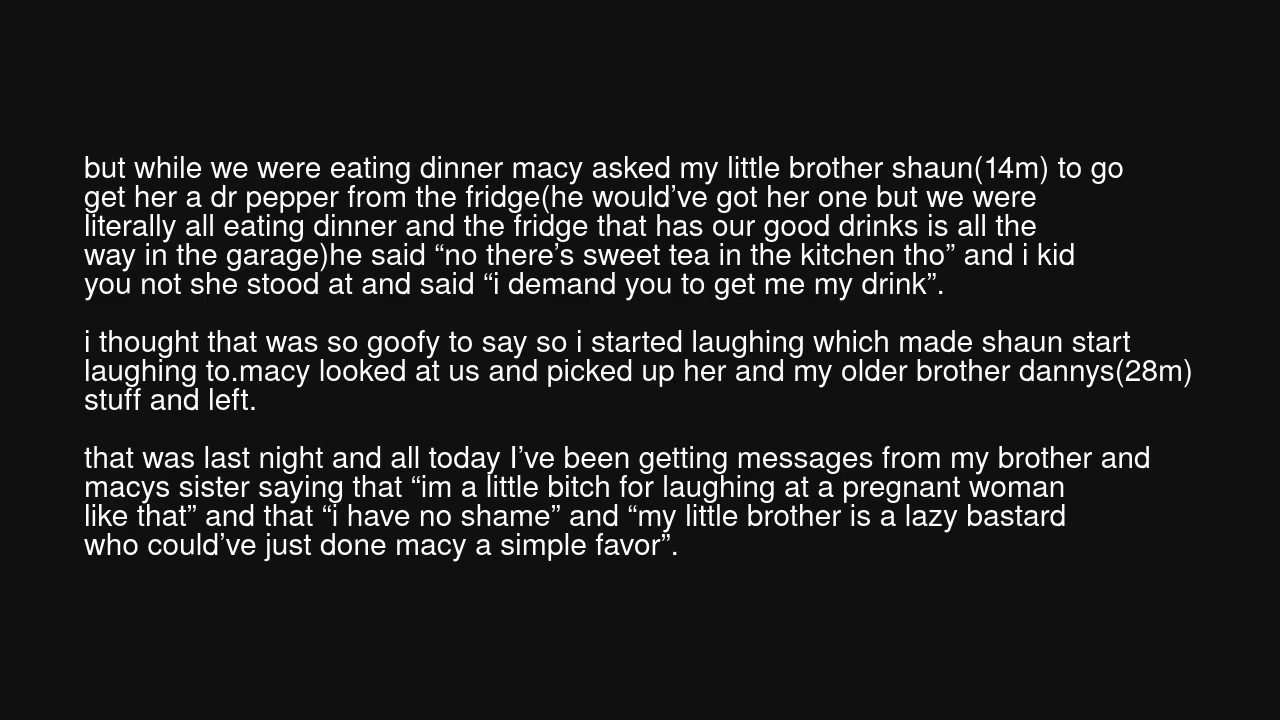 but while we were eating dinner macy asked my little brother shaun(14m) to go
get her a dr pepper from the fridge(he would’ve got her one but we were
literally all eating dinner and the fridge that has our good drinks is all the
way in the garage)he said “no there’s sweet tea in the kitchen tho” and i kid
you not she stood at and said “i demand you to get me my drink”.
i thought that was so goofy to say so i started laughing which made shaun start
laughing to.macy looked at us and picked up her and my older brother dannys(28m)
stuff and left.
that was last night and all today I’ve been getting messages from my brother and
macys sister saying that “im a little bitch for laughing at a pregnant woman
like that” and that “i have no shame” and “my little brother is a lazy bastard
who could’ve just done macy a simple favor”.